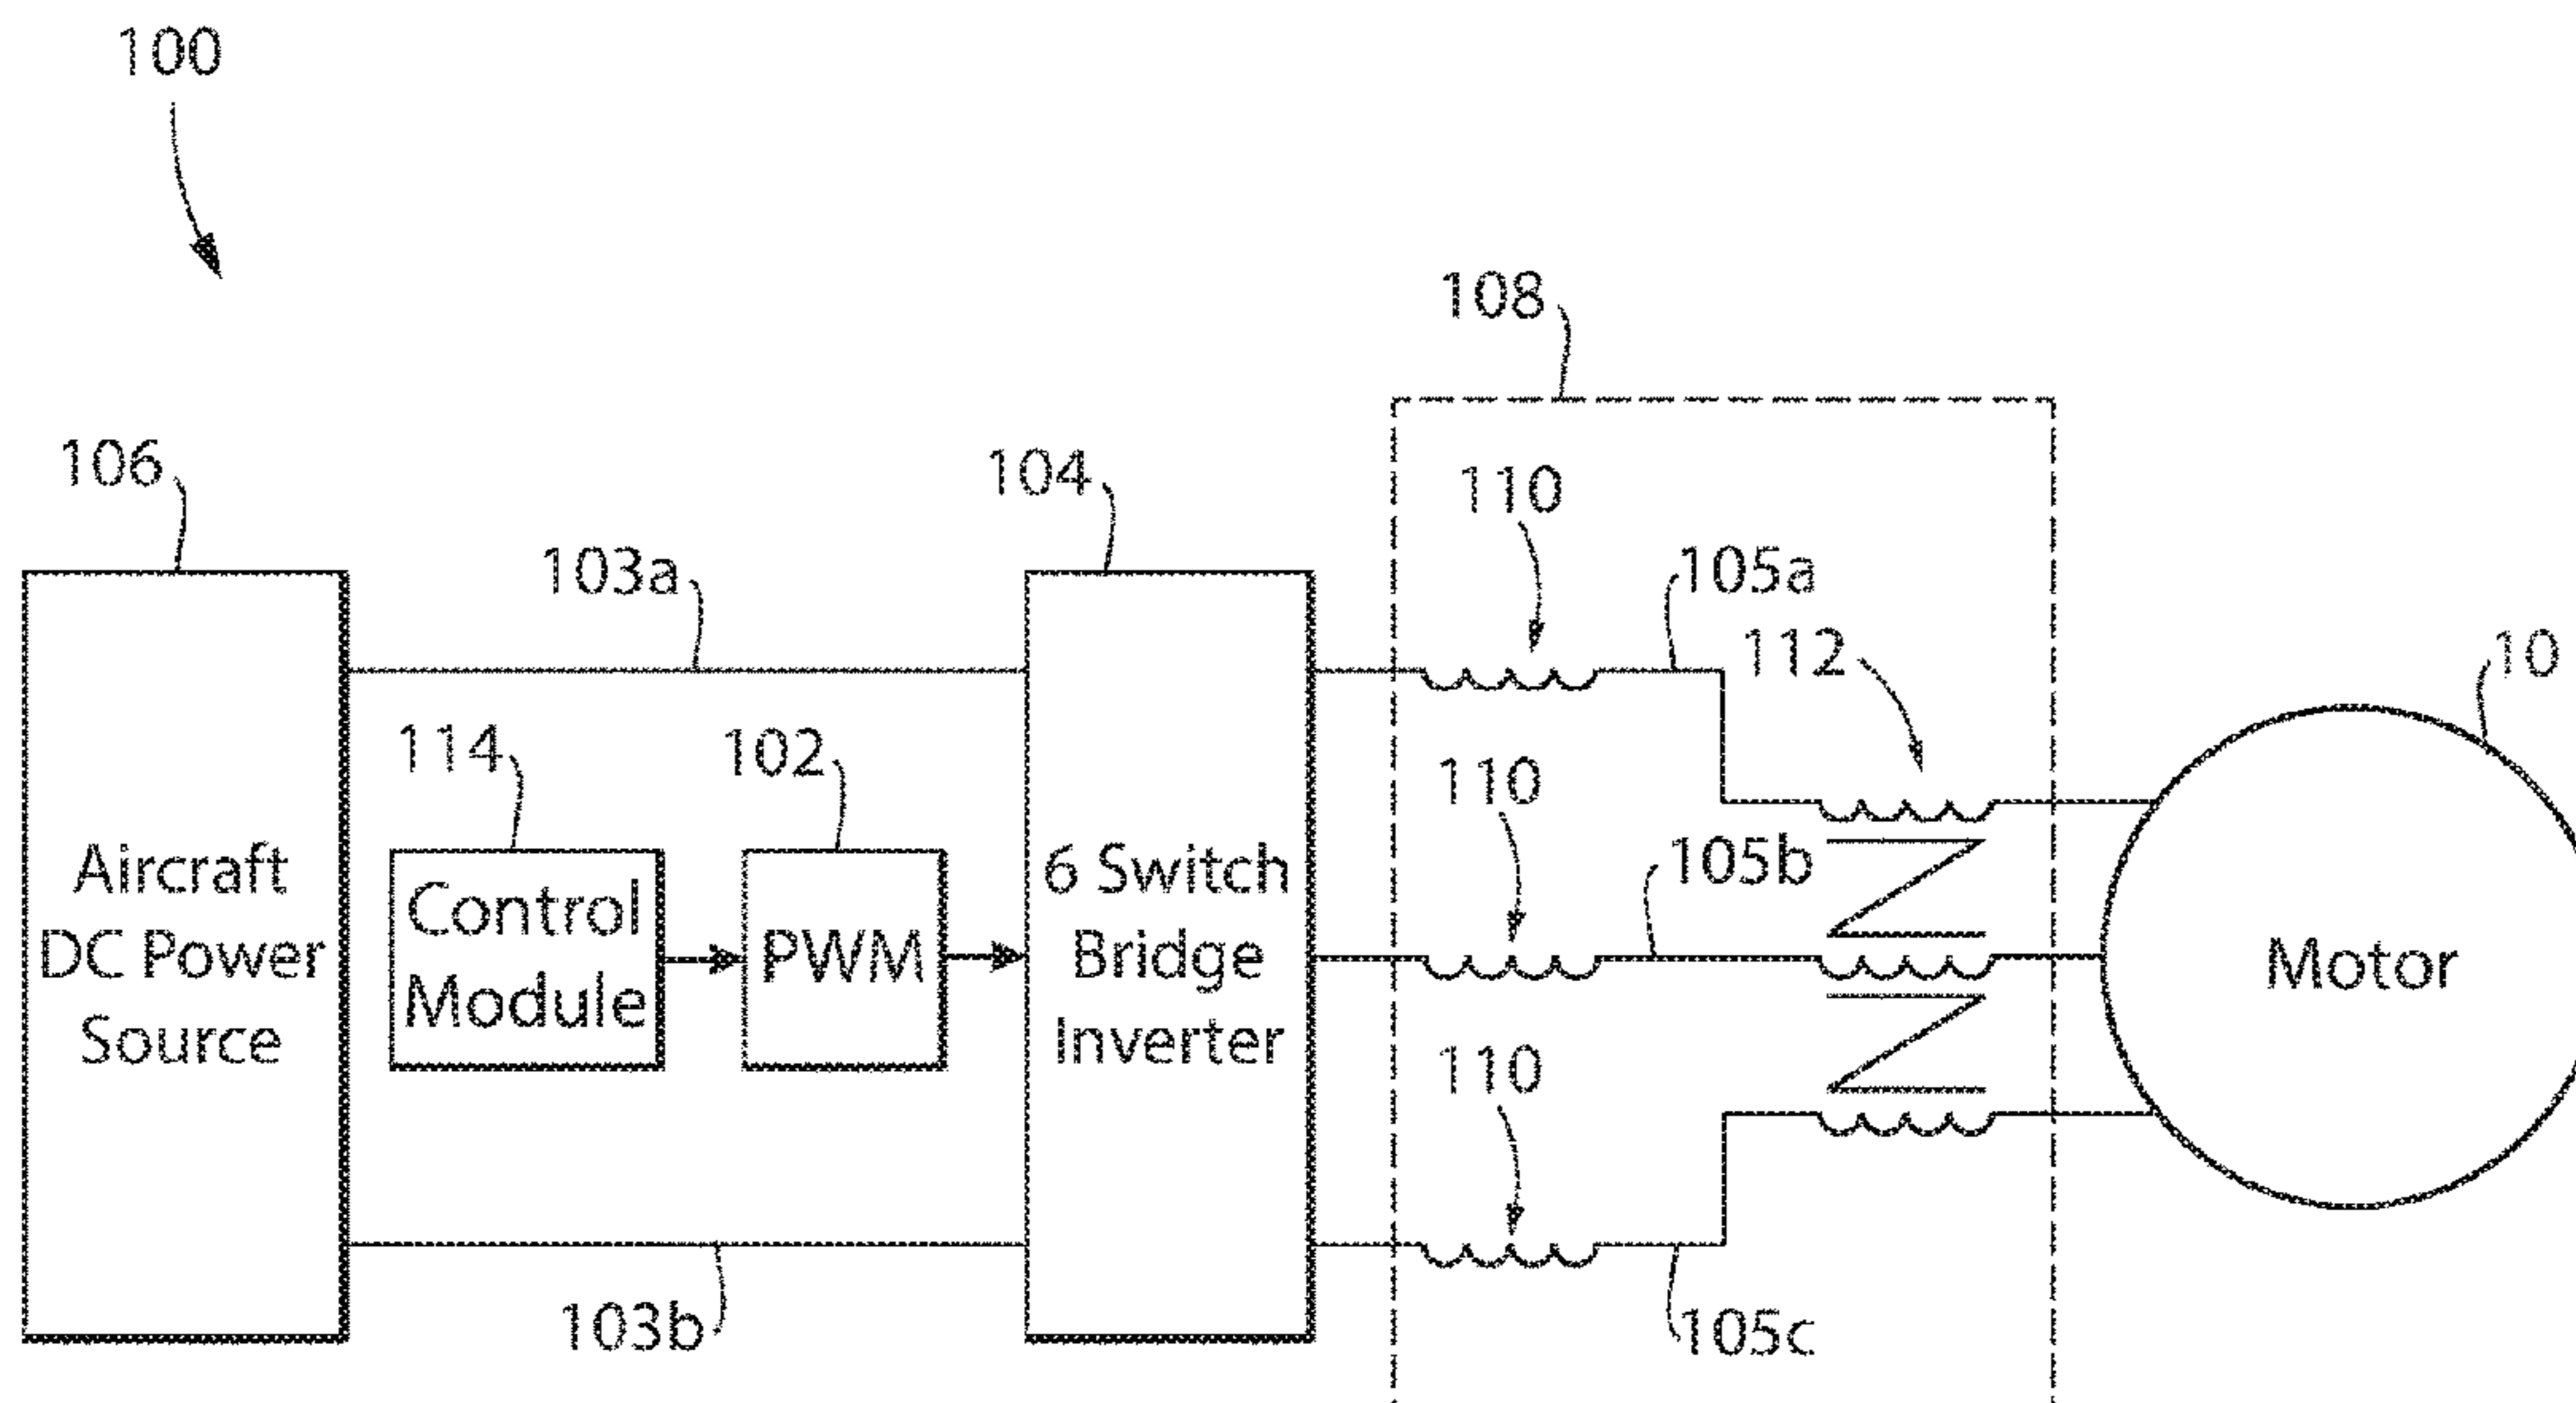 100
108
106
104
110
103a
105a
112
10
114
102
110
105b
Aircraft
DC Power
Source
Control
Module
PWM
6 Switch
Bridge
Inverter
Motor
110
103b
105c